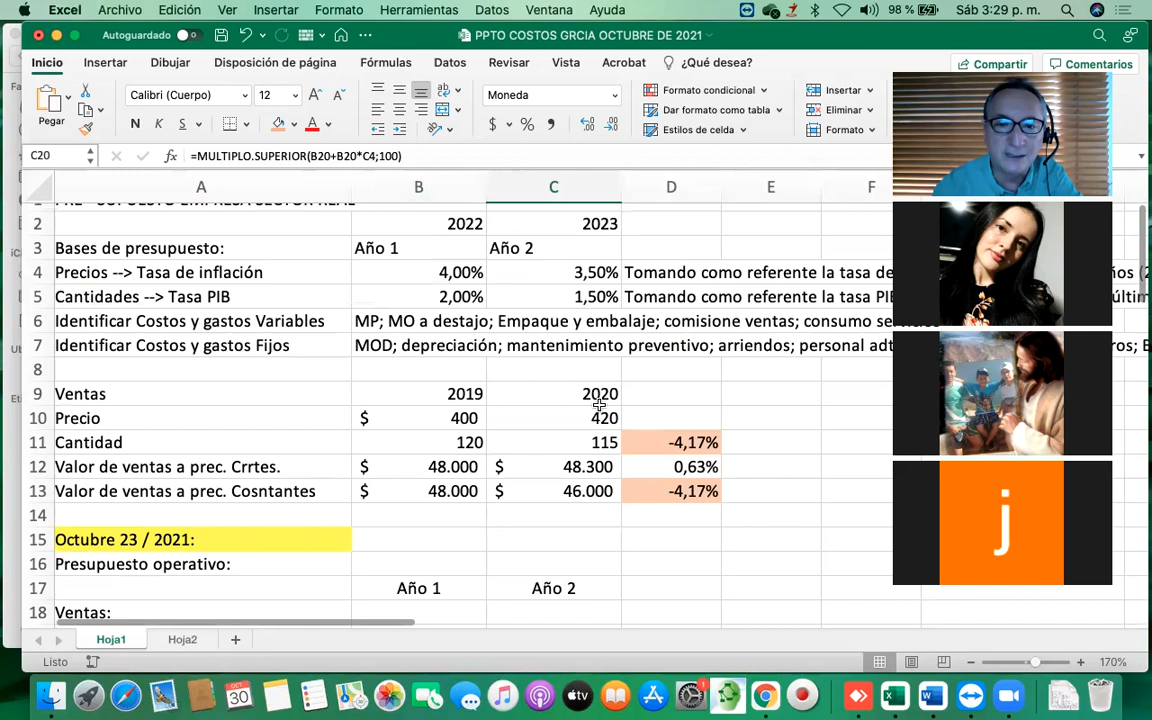 Excel Archivo Edición Ver Insertar Formato Herramientas Datos Ventana Ayuda 98 % Sáb 3:29 p. m.
Autoguardado PPTO COSTOS GRCIA OCTUBRE DE 2021
Inicio Insertar Dibujar Disposición de página Fórmulas Datos Revisar Vista Acrobat ¿Qué desea? Compartir Comentarios
Pegar Calibri (Cuerpo) 12 Moneda Formato condicional Insertar
Dar formato como tabla Eliminar
N K S Estilos de celda Formato
C20 fx =MULTIPLO.SUPERIOR(B20+B20*C4;100)
A B C D E F
2 2022 2023
3 Bases de presupuesto: Año 1 Año 2
4 Precios --> Tasa de inflación 4,00% 3,50% Tomando como referente la tasa de
5 Cantidades --> Tasa PIB 2,00% 1,50% Tomando como referente la tasa PIB
6 Identificar Costos y gastos Variables MP; MO a destajo; Empaque y embalaje; comisione ventas; consumo
7 Identificar Costos y gastos Fijos MOD; depreciación; mantenimiento preventivo; arriendos; personal
8
9 Ventas 2019 2020
10 Precio $ 400 420
11 Cantidad 120 115 -4,17%
12 Valor de ventas a prec. Crrtes. $ 48.000 $ 48.300 0,63%
13 Valor de ventas a prec. Cosntantes $ 48.000 $ 46.000 -4,17%
14
15 Octubre 23 / 2021:
16 Presupuesto operativo:
17 Año 1 Año 2
18 Ventas:
Hoja1 Hoja2 +
Listo 170%
OCT 30 tv
j